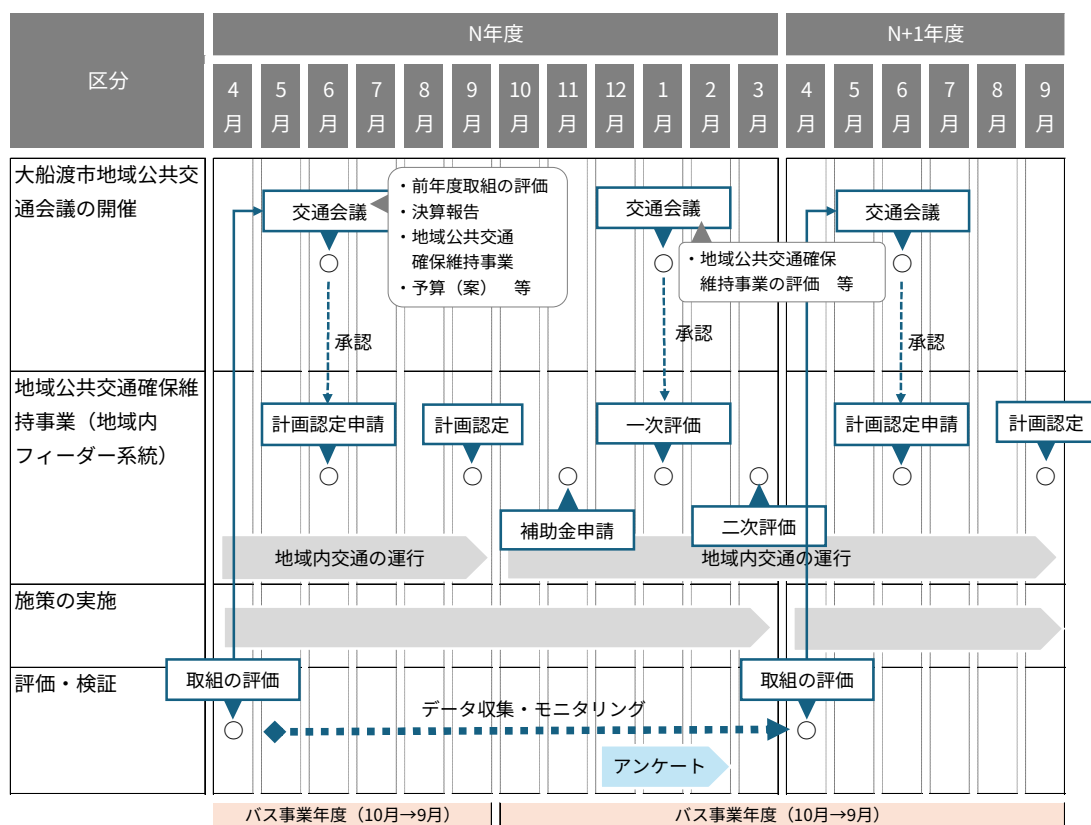 区分
N年度
N+1年度
4月
5月
6月
7月
8月
9月
10月
11月
12月
1月
2月
3月
4月
5月
6月
7月
8月
9月
大船渡市地域公共交
通会議の開催
交通会議
・前年度取組の評価
・決算報告
・地域公共交通
確保維持事業
・予算（案）　等
承認
交通会議
・地域公共交通確保
維持事業の評価　等
承認
交通会議
承認
地域公共交通確保維
持事業（地域内
フィーダー系統）
計画認定申請
計画認定
補助金申請
一次評価
二次評価
計画認定申請
計画認定
地域内交通の運行
地域内交通の運行
施策の実施
評価・検証
取組の評価
データ収集・モニタリング
アンケート
取組の評価
バス事業年度（10月→9月）
バス事業年度（10月→9月）